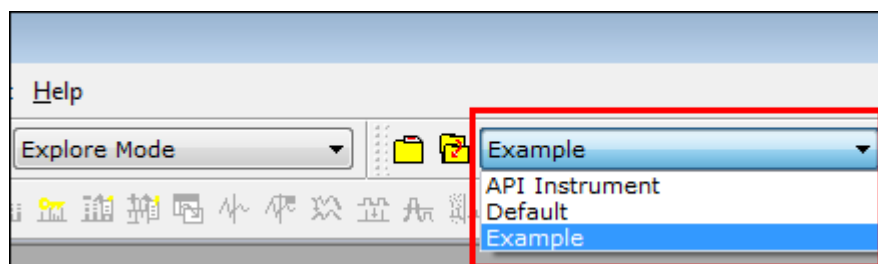 Help
Explore Mode
Example
API Instrument
Default
Example